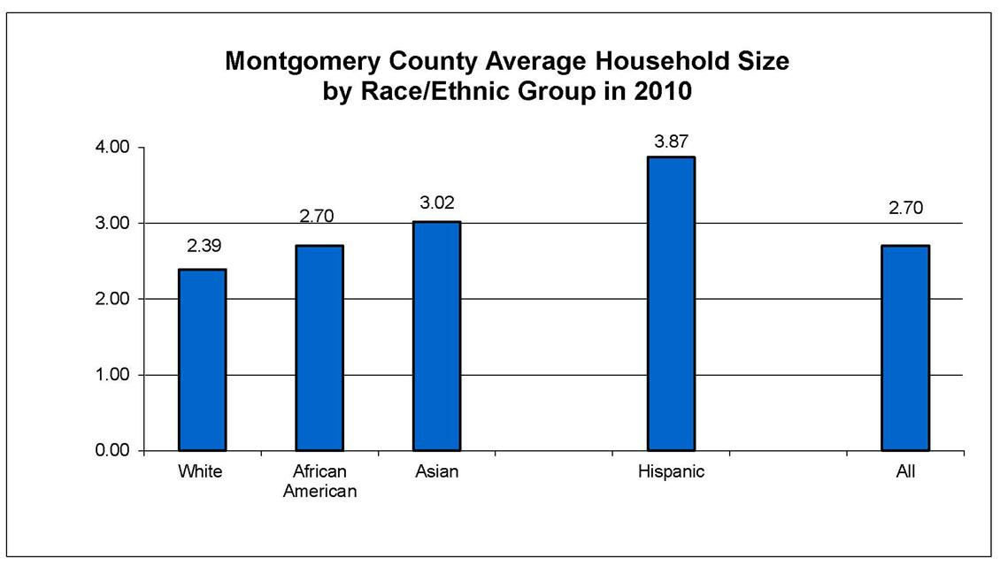 Montgomery County Average Household Size
by Race/Ethnic Group in 2010
4.00
3.00
2.00
1.00
0.00
2.39
2.70
3.02
3.87
2.70
White
African
American
Asian
Hispanic
All